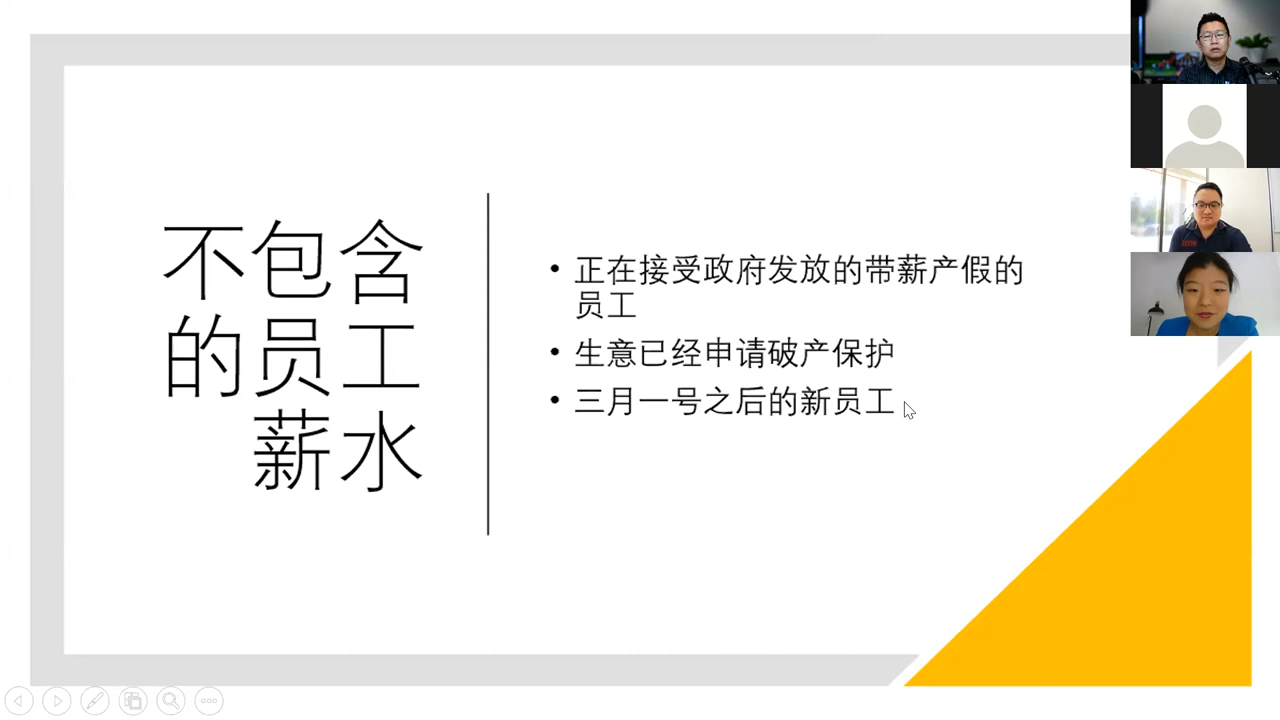 不包含
的员工
薪水
• 正在接受政府发放的带薪产假的
员工
• 生意已经申请破产保护
• 三月一号之后的新员工